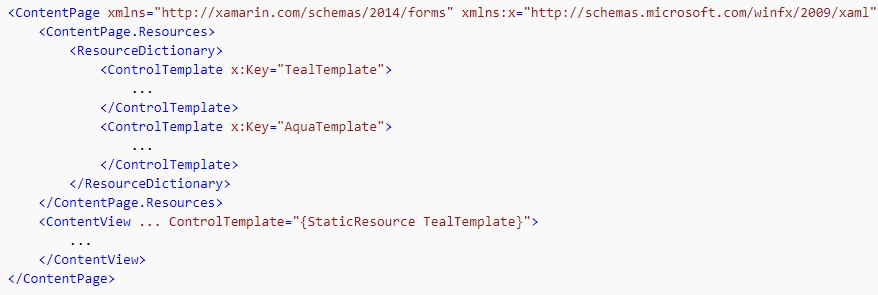 <ContentPage xmlns="http://xamarin.com/schemas/2014/forms" xmlns:x="http://schemas.microsoft.com/winfx/2009/xaml"
    <ContentPage.Resources>
        <ResourceDictionary>
            <ControlTemplate x:Key="TealTemplate">
                ...
            </ControlTemplate>
            <ControlTemplate x:Key="AquaTemplate">
                ...
            </ControlTemplate>
        </ResourceDictionary>
    </ContentPage.Resources>
    <ContentView ... ControlTemplate="{StaticResource TealTemplate}">
        ...
    </ContentView>
</ContentPage>